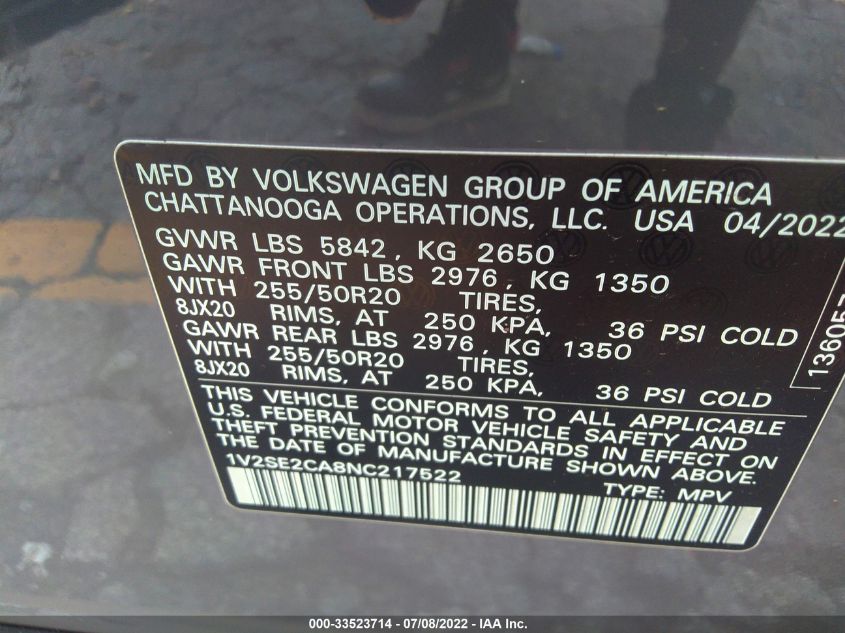 MFD BY VOLKSWAGEN GROUP OF AMERICA
CHATTANOOGA OPERATIONS, LLC. USA 04/2022
GVWR LBS 5842, KG 2650
GAWR FRONT LBS 2976, KG 1350
WITH 255/50R20 TIRES,
8JX20 RIMS, AT 250 KPA, 36 PSI COLD
GAWR REAR LBS 2976, KG 1350
WITH 255/50R20 TIRES,
8JX20 RIMS, AT 250 KPA, 36 PSI COLD
THIS VEHICLE CONFORMS TO ALL APPLICABLE
U.S. FEDERAL MOTOR VEHICLE SAFETY AND
THEFT PREVENTION STANDARDS IN EFFECT ON
THE DATE OF MANUFACTURE SHOWN ABOVE.
1V2SE2CA8NC217522
TYPE: MPV
000-33523714 - 07/08/2022 - IAA Inc.